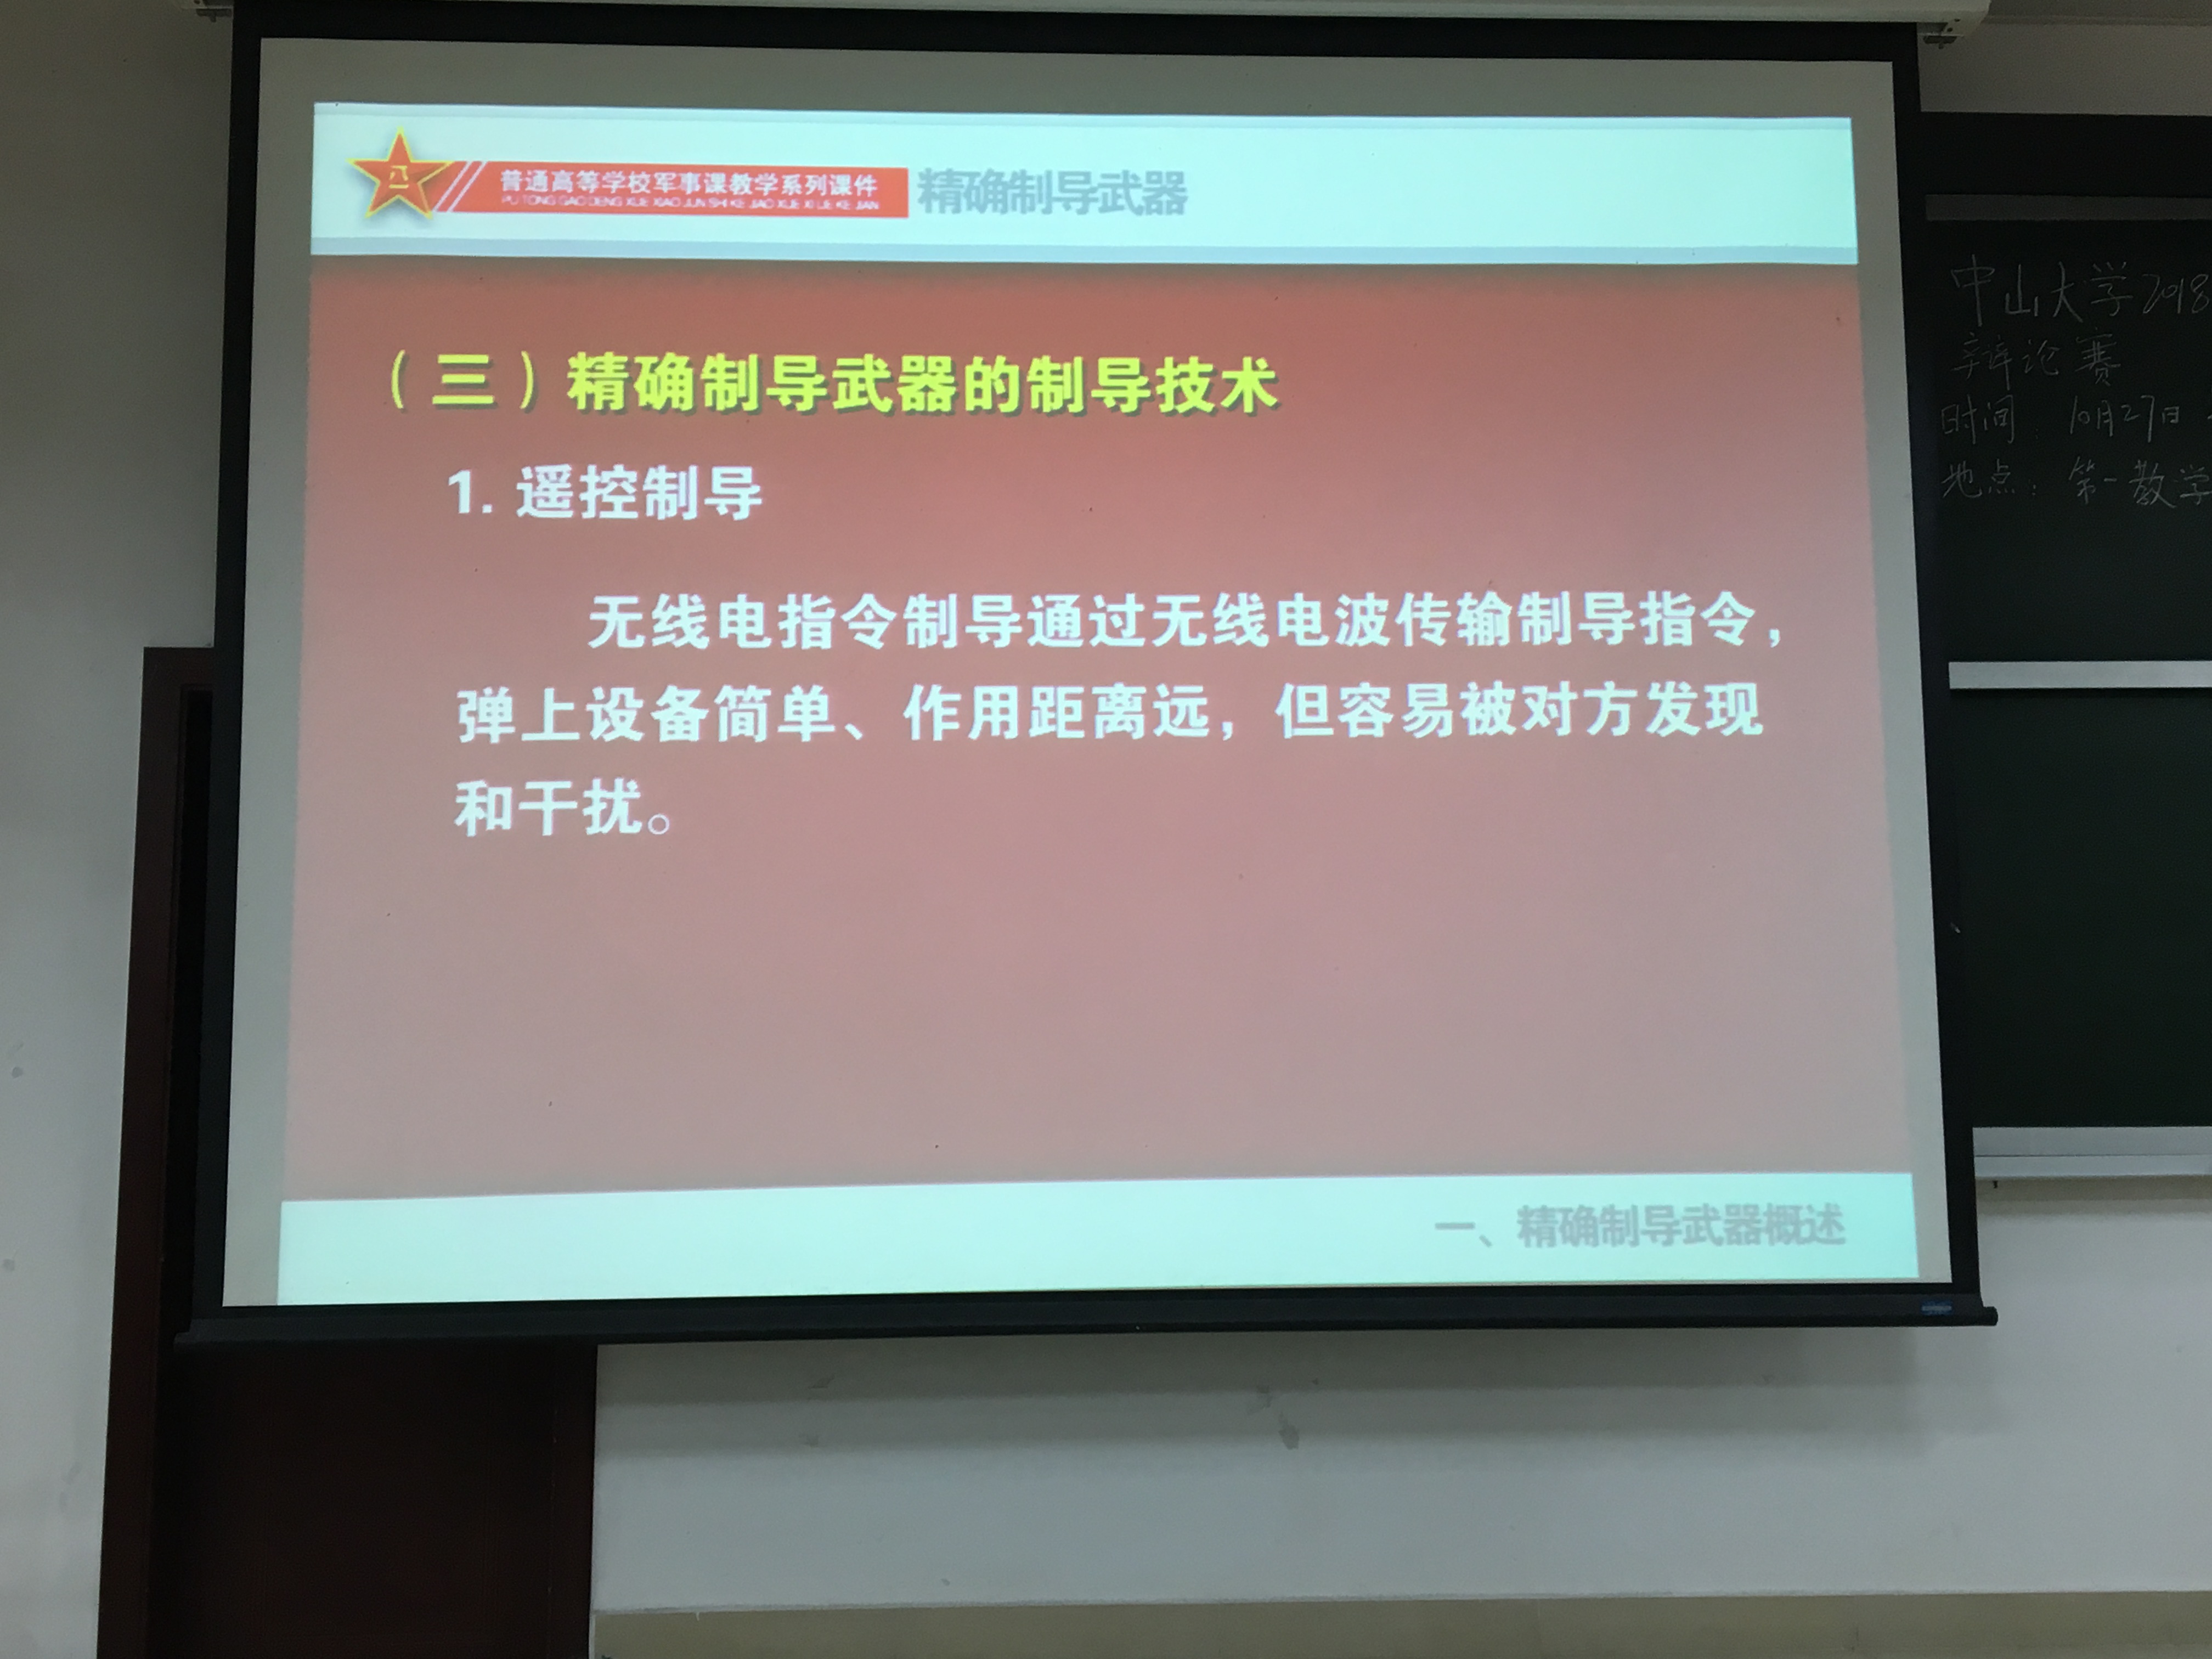 八一
普通高等学校军事课教学系列课件
PU TONG GAO DENG XUE XIAO JUN SHI KE JIAO XUE XI LIE KE JIAN
精确制导武器
（三）精确制导武器的制导技术
1. 遥控制导
无线电指令制导通过无线电波传输制导指令，
弹上设备简单、作用距离远，但容易被对方发现
和干扰。
一、精确制导武器概述
中山大学2018
辩论赛
时间：10月27日
地点：第一教学